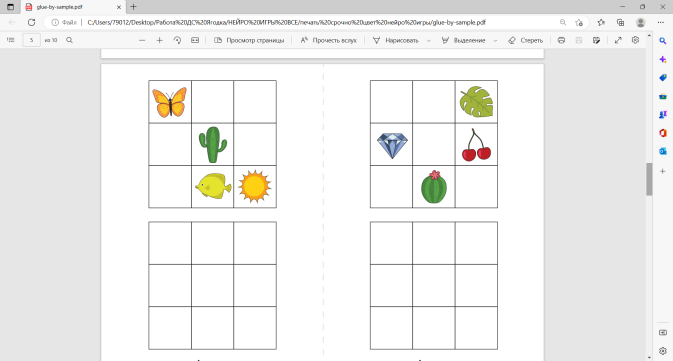 glue-by-sample.pdf
Файл
C:/Users/79012/Desktop/Работа%20ДС%20Ягодка/НЕЙРО%20ИГРЫ%20ВСЕ/печать/%20срочно%20цвет%20нейро%20игры/glue-by-sample.pdf
5 из 10
Просмотр страницы
Прочесть вслух
Нарисовать
Выделение
Стереть